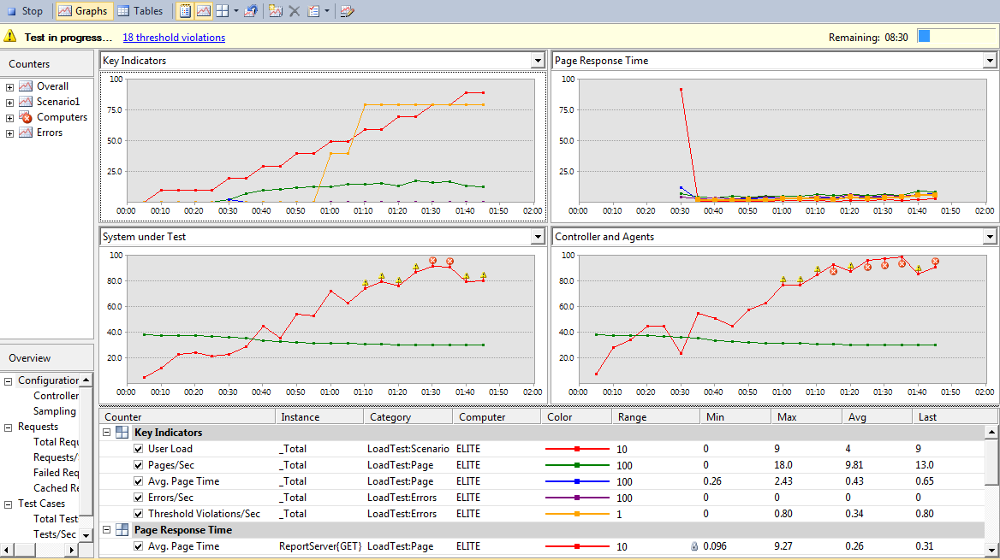 Stop Graphs Tables
Test in progress... 18 threshold violations Remaining: 08:30
Counters
Overall
Scenario1
Computers
Errors
Key Indicators
100
75.0
50.0
25.0
00:00 00:10 00:20 00:30 00:40 00:50 01:00 01:10 01:20 01:30 01:40 01:50 02:00
Page Response Time
100
75.0
50.0
25.0
00:00 00:10 00:20 00:30 00:40 00:50 01:00 01:10 01:20 01:30 01:40 01:50 02:00
System under Test
100
80.0
60.0
40.0
20.0
00:00 00:10 00:20 00:30 00:40 00:50 01:00 01:10 01:20 01:30 01:40 01:50 02:00
Controller and Agents
100
80.0
60.0
40.0
20.0
00:00 00:10 00:20 00:30 00:40 00:50 01:00 01:10 01:20 01:30 01:40 01:50 02:00
Overview
Configuration
Controller
Sampling
Requests
Total Requ
Requests/
Failed Req
Cached Re
Test Cases
Total Test
Tests/Sec
Counter Instance Category Computer Color Range Min Max Avg Last
Key Indicators
User Load _Total LoadTest:Scenario ELITE 10 0 9 4 9
Pages/Sec _Total LoadTest:Page ELITE 100 0 18.0 9.81 13.0
Avg. Page Time _Total LoadTest:Page ELITE 100 0.26 2.43 0.43 0.65
Errors/Sec _Total LoadTest:Errors ELITE 100 0 0 0 0
Threshold Violations/Sec _Total LoadTest:Errors ELITE 1 0 0.80 0.34 0.80
Page Response Time
Avg. Page Time ReportServer{GET} LoadTest:Page ELITE 10 0.096 9.27 0.26 0.31